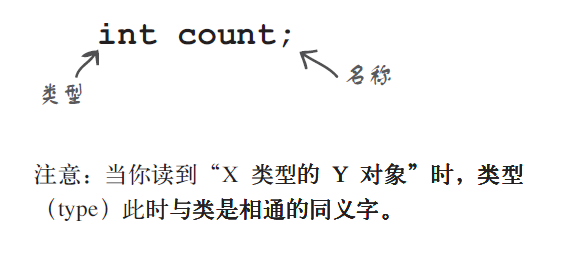 int count;
类型
名称
注意：当你读到“X 类型的 Y 对象”时，类型
（type）此时与类是相通的同义字。